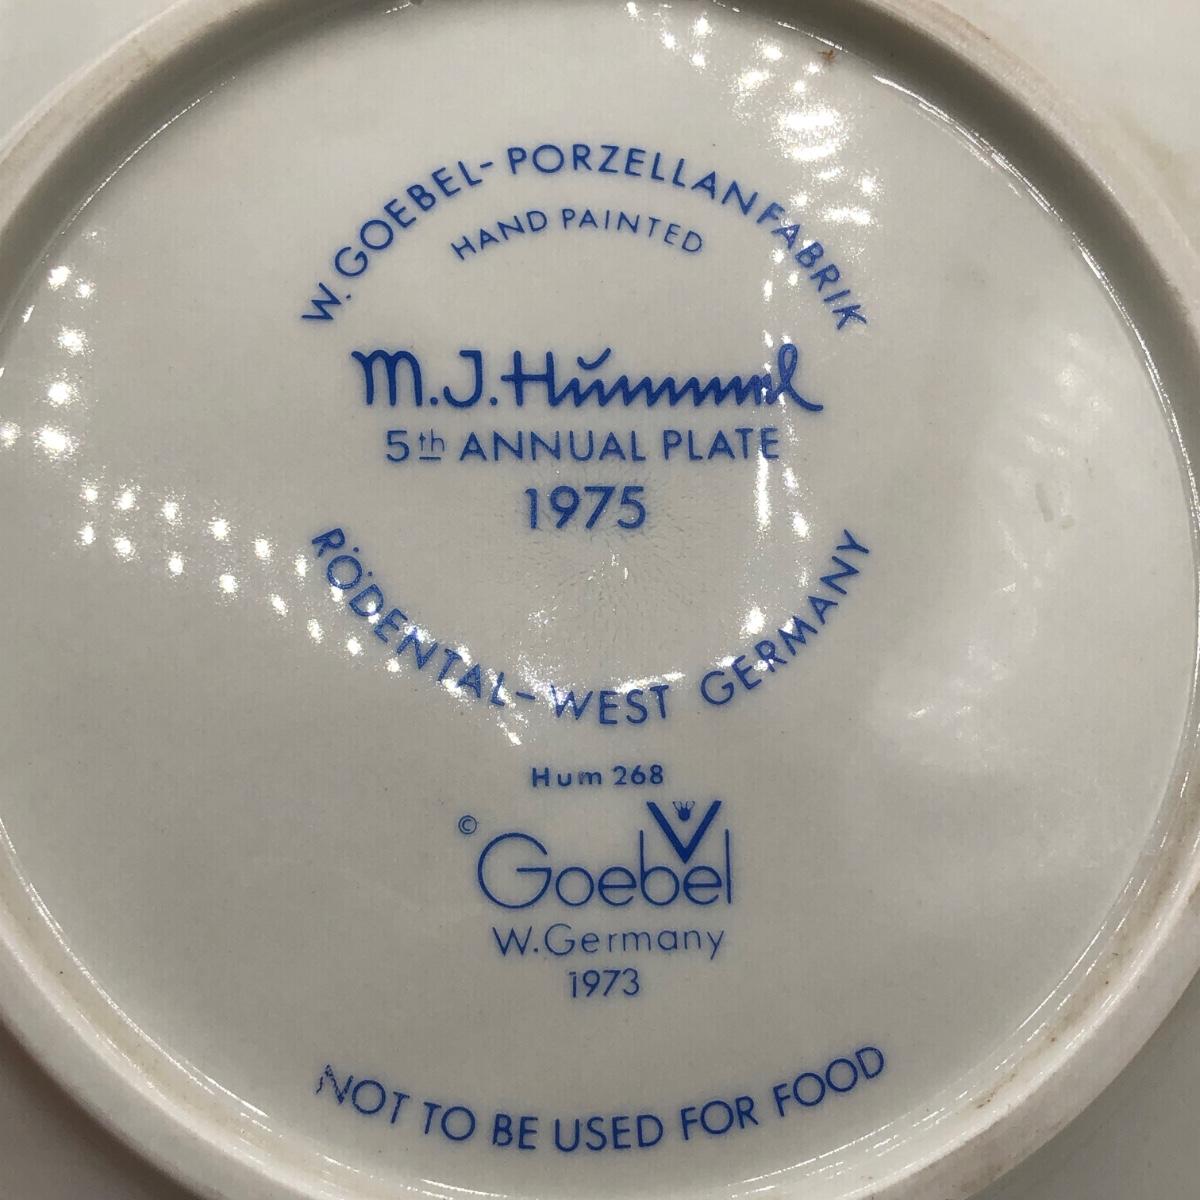 W. GOEBEL-PORZELLANFABRIK
HAND PAINTED
M.J. Hummel
5th ANNUAL PLATE
1975
RÖDENTAL-WEST GERMANY
Hum 268
© Goebel
W.Germany
1973
NOT TO BE USED FOR FOOD